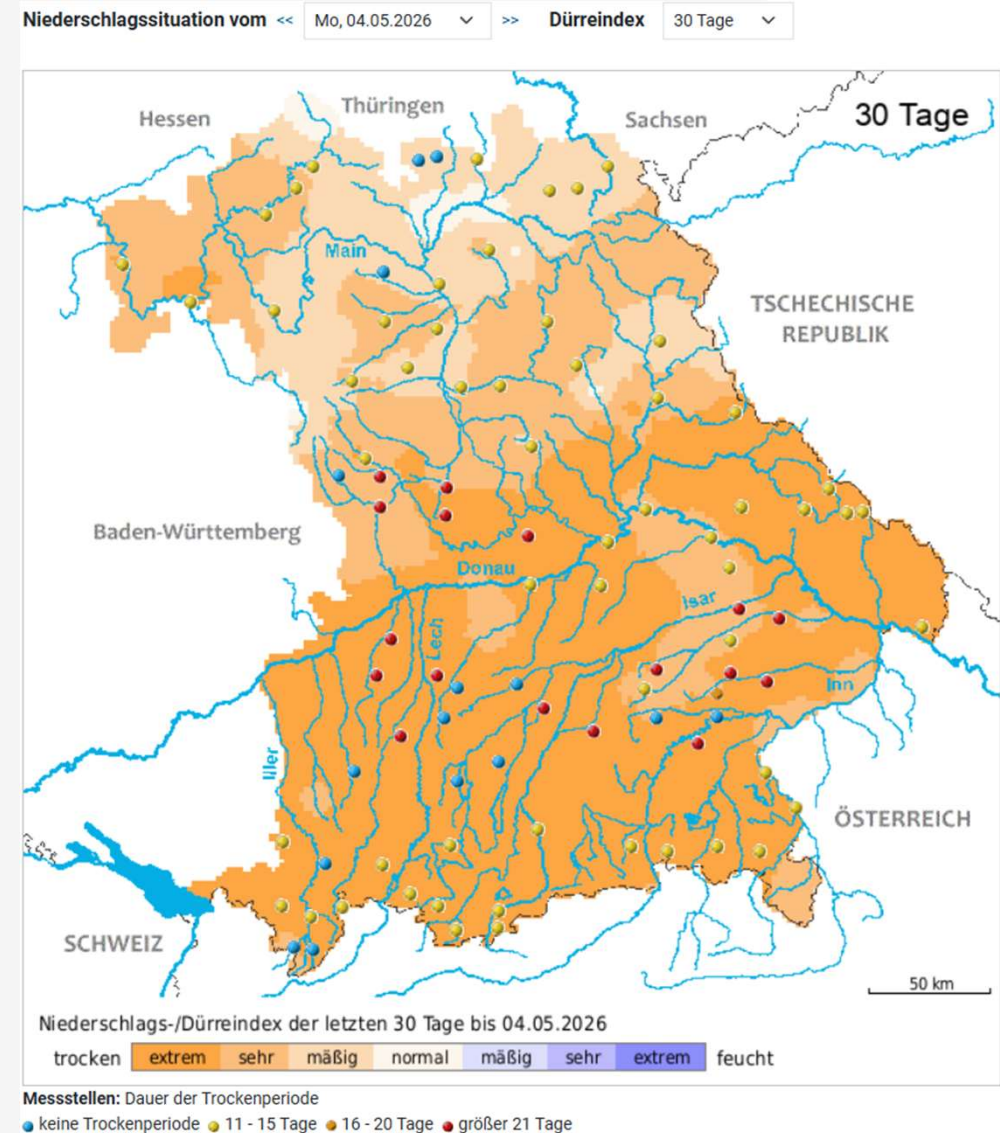 Niederschlagssituation vom << Mo, 04.05.2026 >> Dürreindex 30 Tage
30 Tage
Hessen
Thüringen
Sachsen
Main
TSCHECHISCHE
REPUBLIK
Baden-Württemberg
Donau
Isar
Lech
Inn
Iller
ÖSTERREICH
SCHWEIZ
50 km
Niederschlags-/Dürreindex der letzten 30 Tage bis 04.05.2026
trocken extrem sehr mäßig normal mäßig sehr extrem feucht
Messstellen: Dauer der Trockenperiode
keine Trockenperiode 11 - 15 Tage 16 - 20 Tage größer 21 Tage